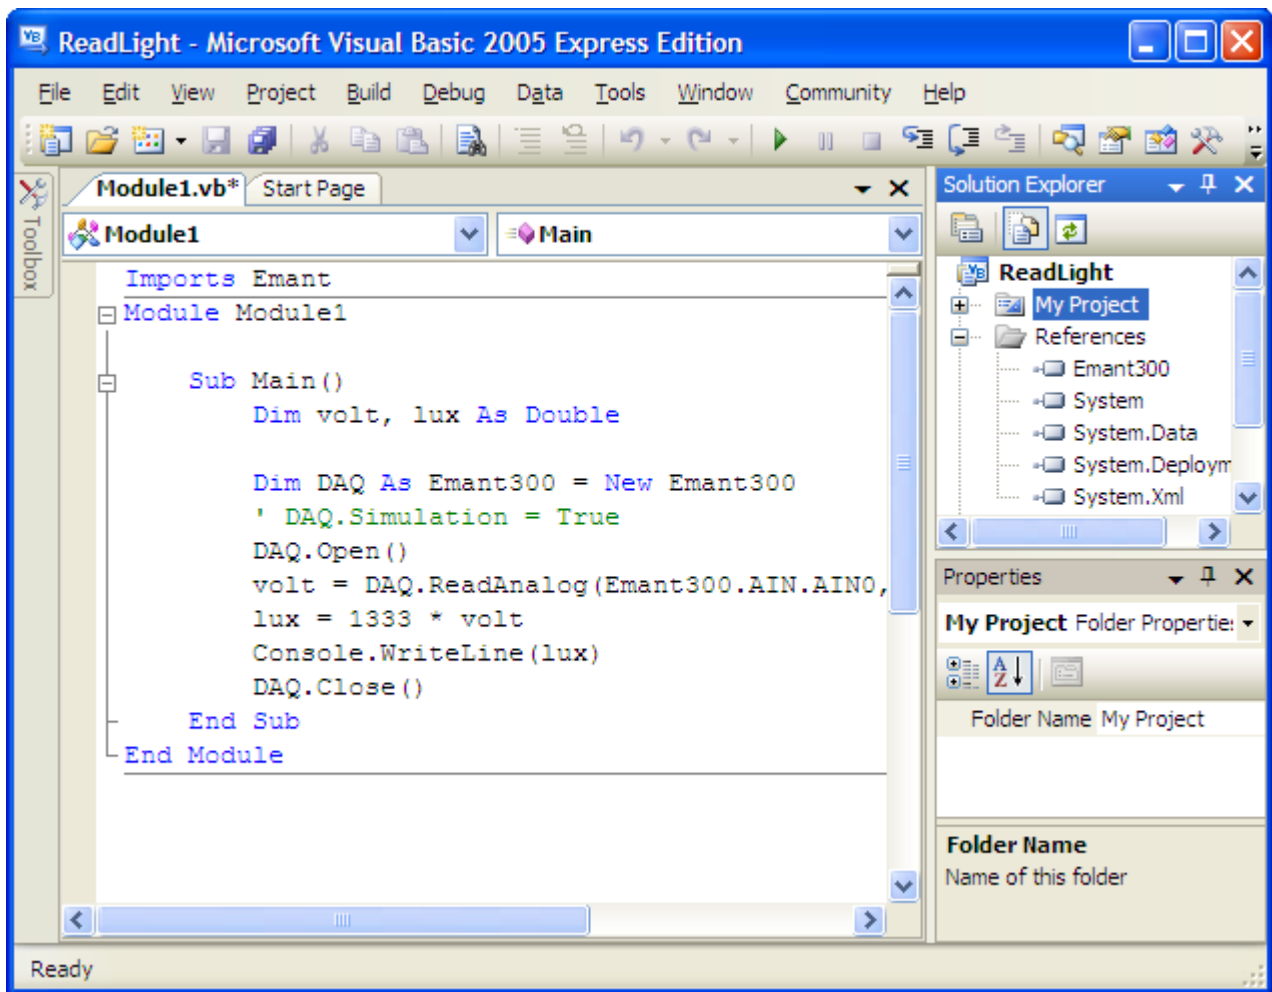 ReadLight - Microsoft Visual Basic 2005 Express Edition
File Edit View Project Build Debug Data Tools Window Community Help
Toolbox
Module1.vb* Start Page
Module1 Main
Imports Emant
Module Module1
Sub Main()
Dim volt, lux As Double
Dim DAQ As Emant300 = New Emant300
' DAQ.Simulation = True
DAQ.Open()
volt = DAQ.ReadAnalog(Emant300.AIN.AIN0,
lux = 1333 * volt
Console.WriteLine(lux)
DAQ.Close()
End Sub
End Module
Solution Explorer
ReadLight
My Project
References
Emant300
System
System.Data
System.Deploym
System.Xml
Properties
My Project Folder Propertie
Folder Name My Project
Folder Name
Name of this folder
Ready